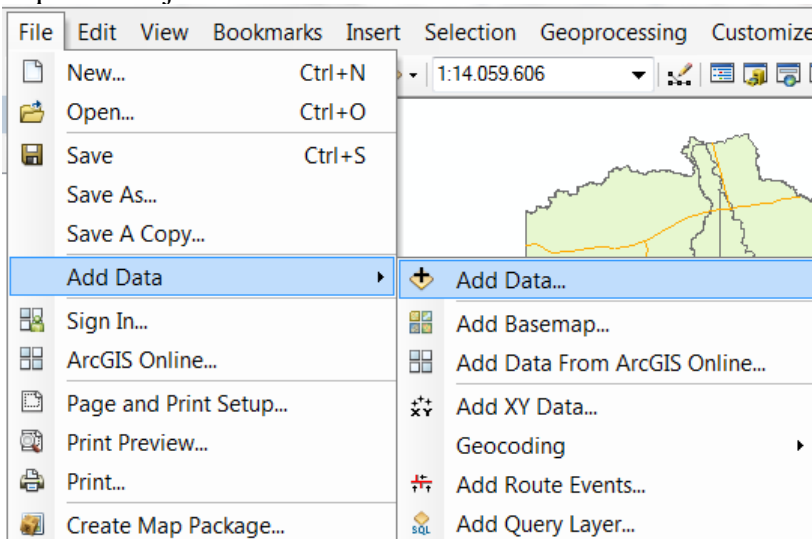 File Edit View Bookmarks Insert Selection Geoprocessing Customize
New... Ctrl+N
1:14.059.606
Open... Ctrl+O
Save Ctrl+S
Save As...
Save A Copy...
Add Data
Add Data...
Sign In...
Add Basemap...
ArcGIS Online...
Add Data From ArcGIS Online...
Page and Print Setup...
XY Add XY Data...
Print Preview...
Geocoding
Print...
Add Route Events...
Create Map Package...
SQL Add Query Layer...